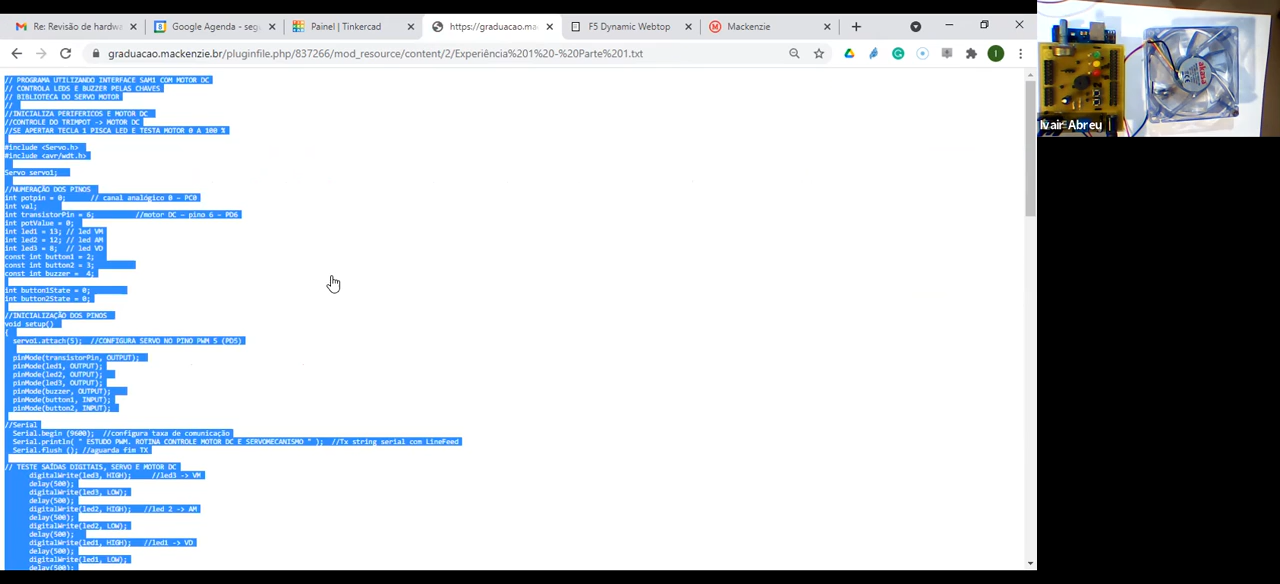 Re: Revisão de hardwa
Google Agenda - seg
Painel | Tinkercad
https://graduacao.ma
F5 Dynamic Webtop
Mackenzie
graduacao.mackenzie.br/pluginfile.php/837266/mod_resource/content/2/Experiência%201%20-%20Parte%201.txt
// PROGRAMA UTILIZANDO INTERFACE SAM1 COM MOTOR DC
// CONTROLA LEDS E BUZZER PELAS CHAVES
// BIBLIOTECA DO SERVO MOTOR
//
//INICIALIZA PERIFERICOS E MOTOR DC
//CONTROLE DO TRIMPOT -> MOTOR DC
//SE APERTAR TECLA 1 PISCA LED E TESTA MOTOR 0 A 100 %
#include <Servo.h>
#include <avr/wdt.h>
Servo servo1;
//NUMERAÇÃO DOS PINOS
int potpin = 0; // canal analógico 0 - PC0
int val;
int transistorPin = 6; //motor DC - pino 6 - PD6
int potValue = 0;
int led1 = 13; // led VM
int led2 = 12; // led AM
int led3 = 8; // led VD
const int button1 = 2;
const int button2 = 3;
const int buzzer = 4;
int button1State = 0;
int button2State = 0;
//INICIALIZAÇÃO DOS PINOS
void setup()
{
servo1.attach(5); //CONFIGURA SERVO NO PINO PWM 5 (PD5)
pinMode(transistorPin, OUTPUT);
pinMode(led1, OUTPUT);
pinMode(led2, OUTPUT);
pinMode(led3, OUTPUT);
pinMode(buzzer, OUTPUT);
pinMode(button1, INPUT);
pinMode(button2, INPUT);
//Serial
Serial.begin (9600); //configura taxa de comunicação
Serial.println( " ESTUDO PWM. ROTINA CONTROLE MOTOR DC E SERVOMECANISMO " ); //Tx string serial com LineFeed
Serial.flush (); //aguarda fim TX
// TESTE SAÍDAS DIGITAIS, SERVO E MOTOR DC
digitalWrite(led3, HIGH); //led3 -> VM
delay(500);
digitalWrite(led3, LOW);
delay(500);
digitalWrite(led2, HIGH); //led 2 -> AM
delay(500);
digitalWrite(led2, LOW);
delay(500);
digitalWrite(led1, HIGH); //led1 -> VD
delay(500);
digitalWrite(led1, LOW);
delay(500);
Ivair Abreu
akasa